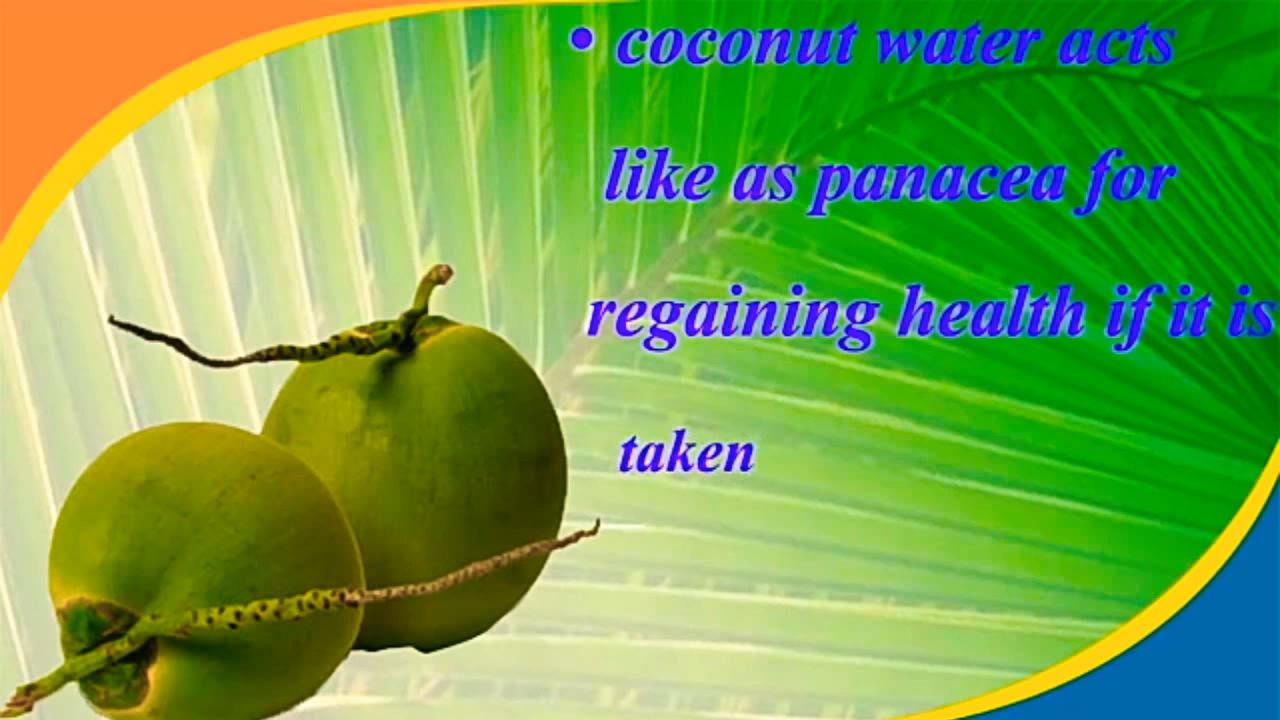 • coconut water acts
like as panacea for
regaining health if it is
taken